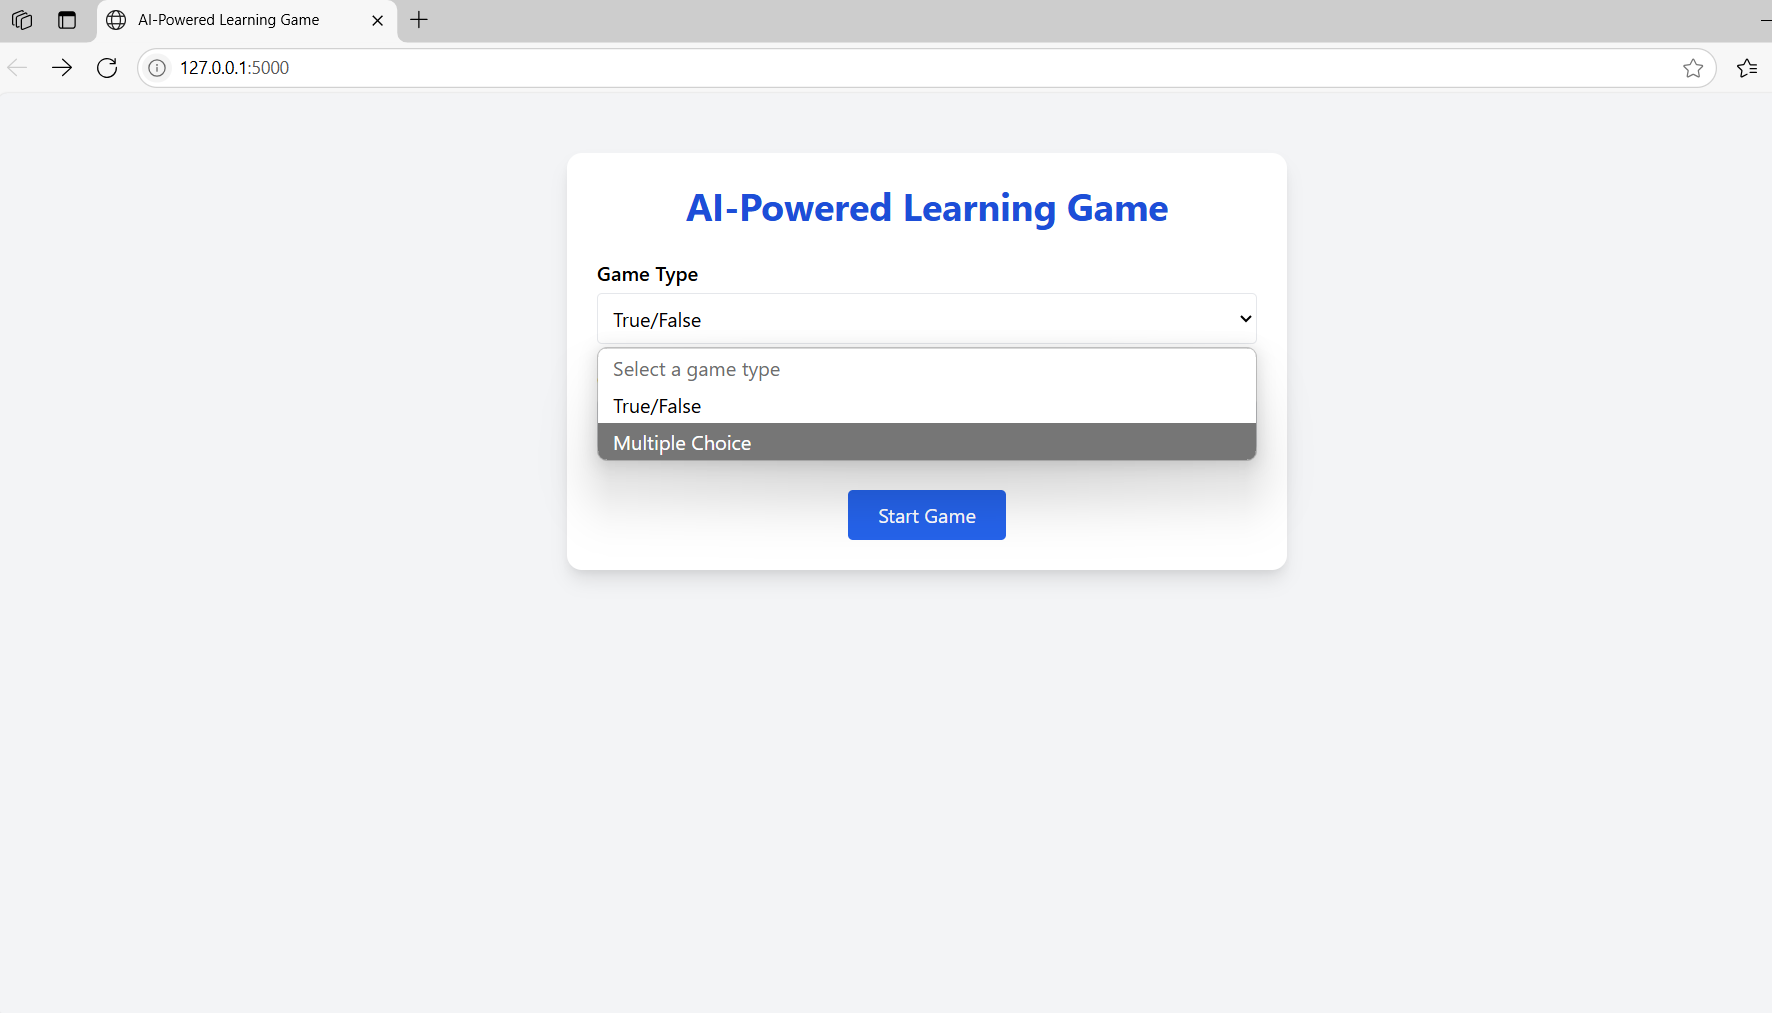 AI-Powered Learning Game
127.0.0.1:5000
AI-Powered Learning Game
Game Type
True/False
Select a game type
True/False
Multiple Choice
Start Game